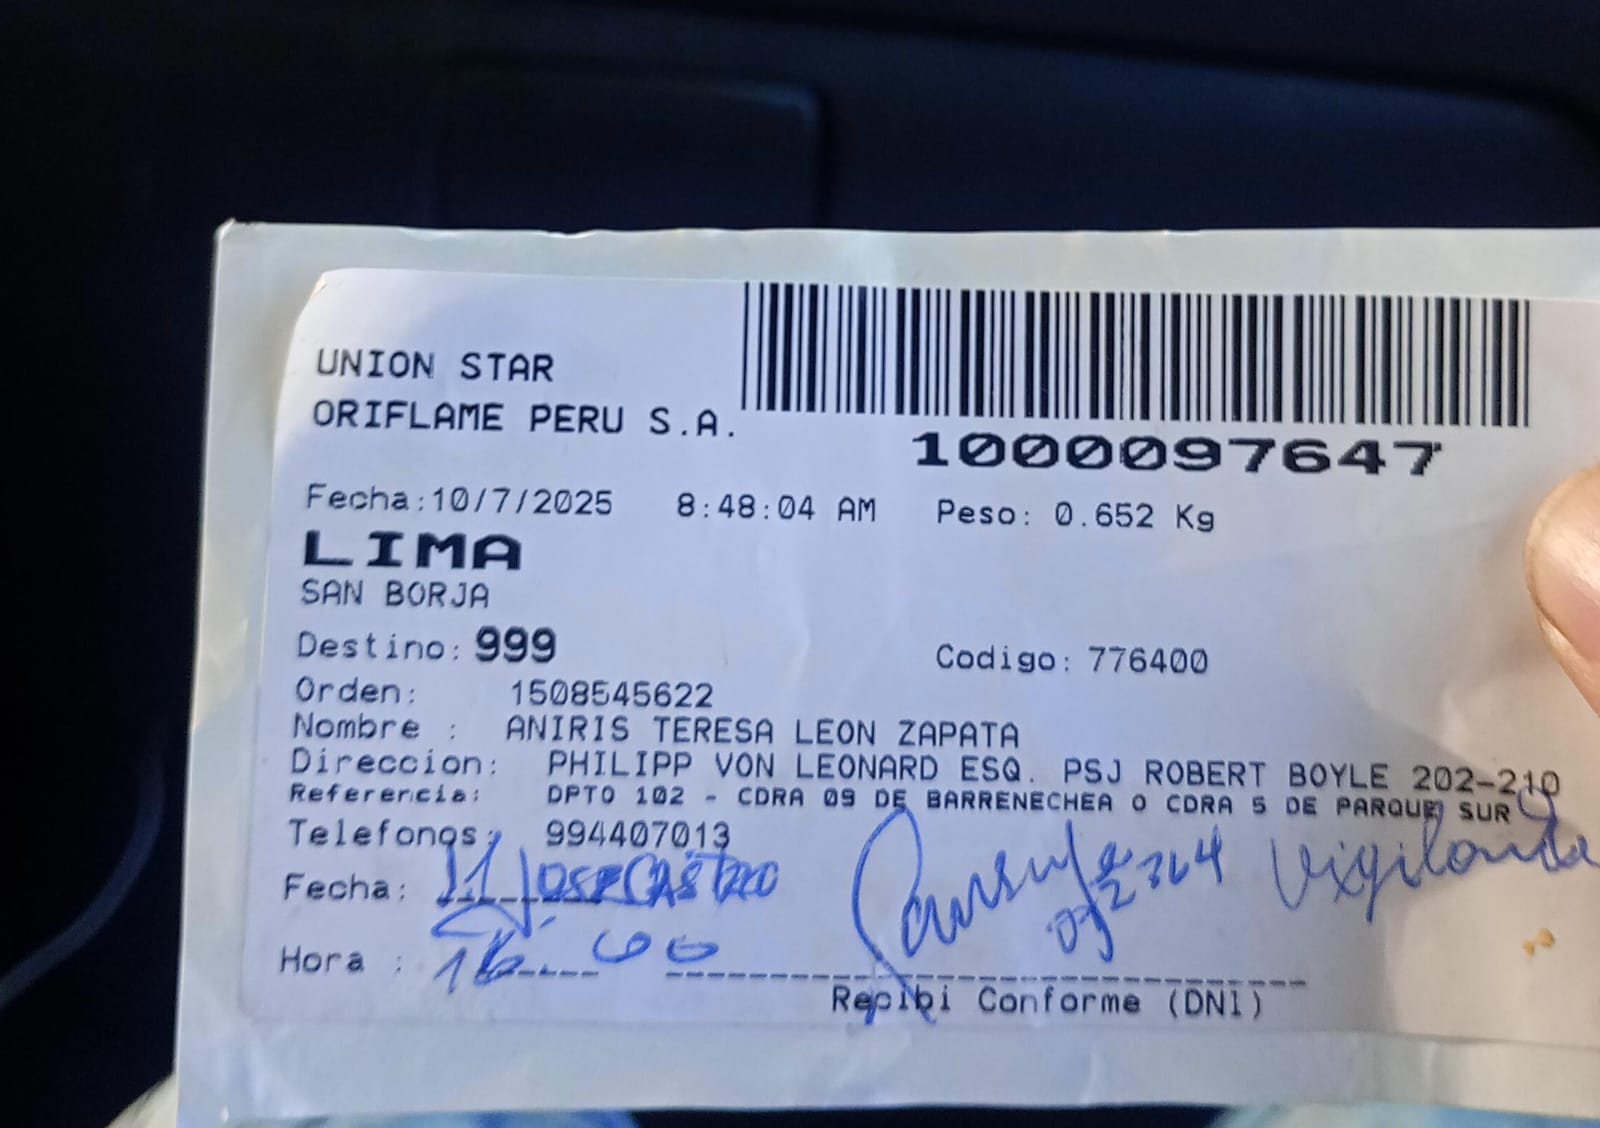 UNION STAR
ORIFLAME PERU S.A.
1000097647
Fecha:10/7/2025 8:48:04 AM Peso: 0.652 Kg
LIMA
SAN BORJA
Destino: 999 Codigo: 776400
Orden: 1508545622
Nombre : ANIRIS TERESA LEON ZAPATA
Direccion: PHILIPP VON LEONARD ESQ. PSJ ROBERT BOYLE 202-210
Referencia: DPTO 102 - CDRA 09 DE BARRENECHEA O CDRA 5 DE PARQUE SUR
Telefonos: 994407013
Fecha: 11 JOSE CASTRO
Hora : 16:00
Recibi Conforme (DNI)